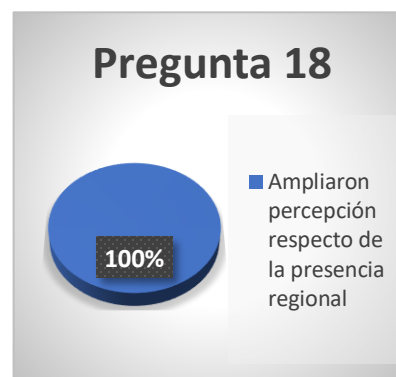 Pregunta 18
100%
Ampliaron
percepción
respecto de
la presencia
regional